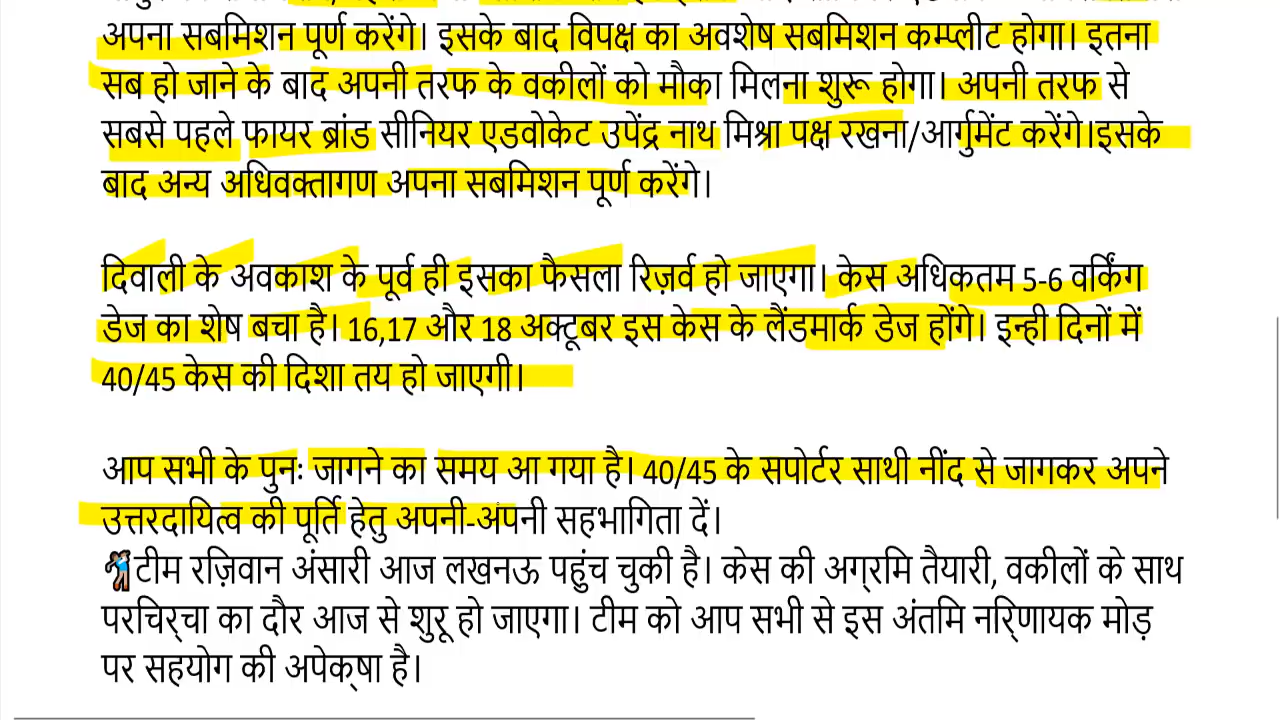 अपना सबमिशन पूर्ण करेंगे। इसके बाद विपक्ष का अवशेष सबमिशन कम्प्लीट होगा। इतना
सब हो जाने के बाद अपनी तरफ के वकीलों को मौका मिलना शुरू होगा। अपनी तरफ से
सबसे पहले फायर ब्रांड सीनियर एडवोकेट उपेंद्र नाथ मिश्रा पक्ष रखना/आर्गुमेंट करेंगे।इसके
बाद अन्य अधिवक्तागण अपना सबमिशन पूर्ण करेंगे।
दिवाली के अवकाश के पूर्व ही इसका फैसला रिज़र्व हो जाएगा। केस अधिकतम 5-6 वर्किंग
डेज का शेष बचा है। 16,17 और 18 अक्टूबर इस केस के लैंडमार्क डेज होंगे। इन्ही दिनों में
40/45 केस की दिशा तय हो जाएगी।
आप सभी के पुनः जागने का समय आ गया है। 40/45 के सपोर्टर साथी नींद से जागकर अपने
उत्तरदायित्व की पूर्ति हेतु अपनी-अपनी सहभागिता दें।
टीम रज़िवान अंसारी आज लखनऊ पहुंच चुकी है। केस की अग्रमि तैयारी, वकीलों के साथ
परचिर्चा का दौर आज से शुरू हो जाएगा। टीम को आप सभी से इस अंतमि नरि्णायक मोड़
पर सहयोग की अपेक्षा है।